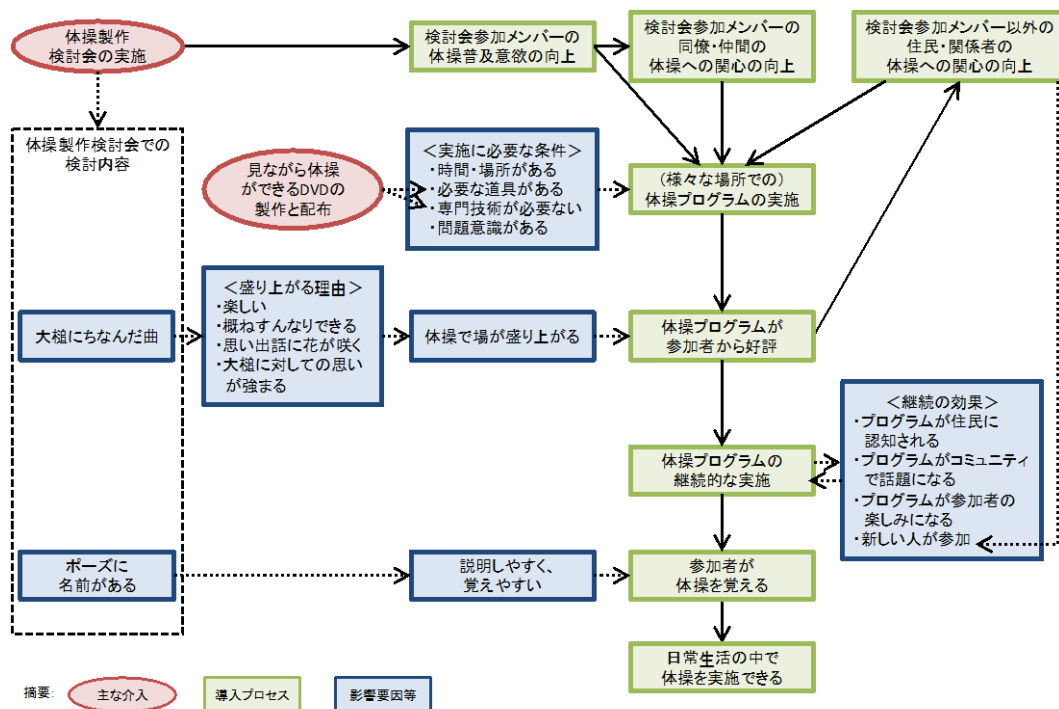 体操製作
検討会の実施
検討会参加メンバーの
体操普及意欲の向上
検討会参加メンバーの
同僚・仲間の
体操への関心の向上
検討会参加メンバー以外の
住民・関係者の
体操への関心の向上
体操製作検討会での
検討内容
見ながら体操
ができるDVDの
製作と配布
＜実施に必要な条件＞
・時間・場所がある
・必要な道具がある
・専門技術が必要ない
・問題意識がある
（様々な場所での）
体操プログラムの実施
大槌にちなんだ曲
＜盛り上がる理由＞
・楽しい
・概ねすんなりできる
・思い出話に花が咲く
・大槌に対しての思い
が強まる
体操で場が盛り上がる
体操プログラムが
参加者から好評
体操プログラムの
継続的な実施
＜継続の効果＞
・プログラムが住民に
認知される
・プログラムがコミュニティ
で話題になる
・プログラムが参加者の
楽しみになる
・新しい人が参加
ポーズに
名前がある
説明しやすく、
覚えやすい
参加者が
体操を覚える
日常生活の中で
体操を実施できる
摘要:
主な介入
導入プロセス
影響要因等